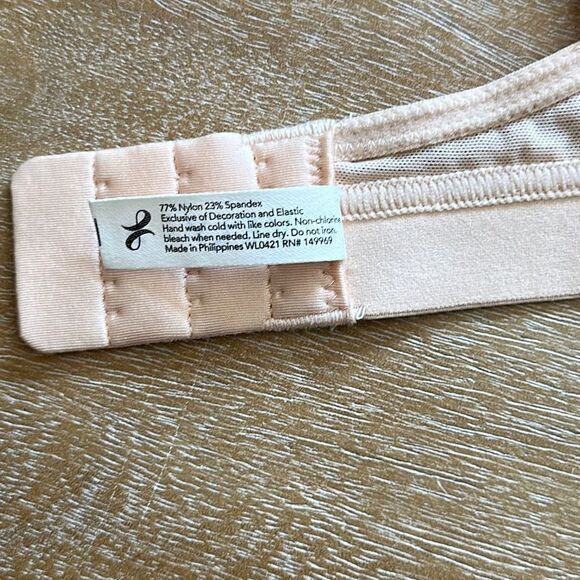 77% Nylon 23% Spandex
Exclusive of Decoration and Elastic
Hand wash cold with like colors. Non-chlorine
bleach when needed. Line dry. Do not iron.
Made in Philippines WL0421 RN# 149969